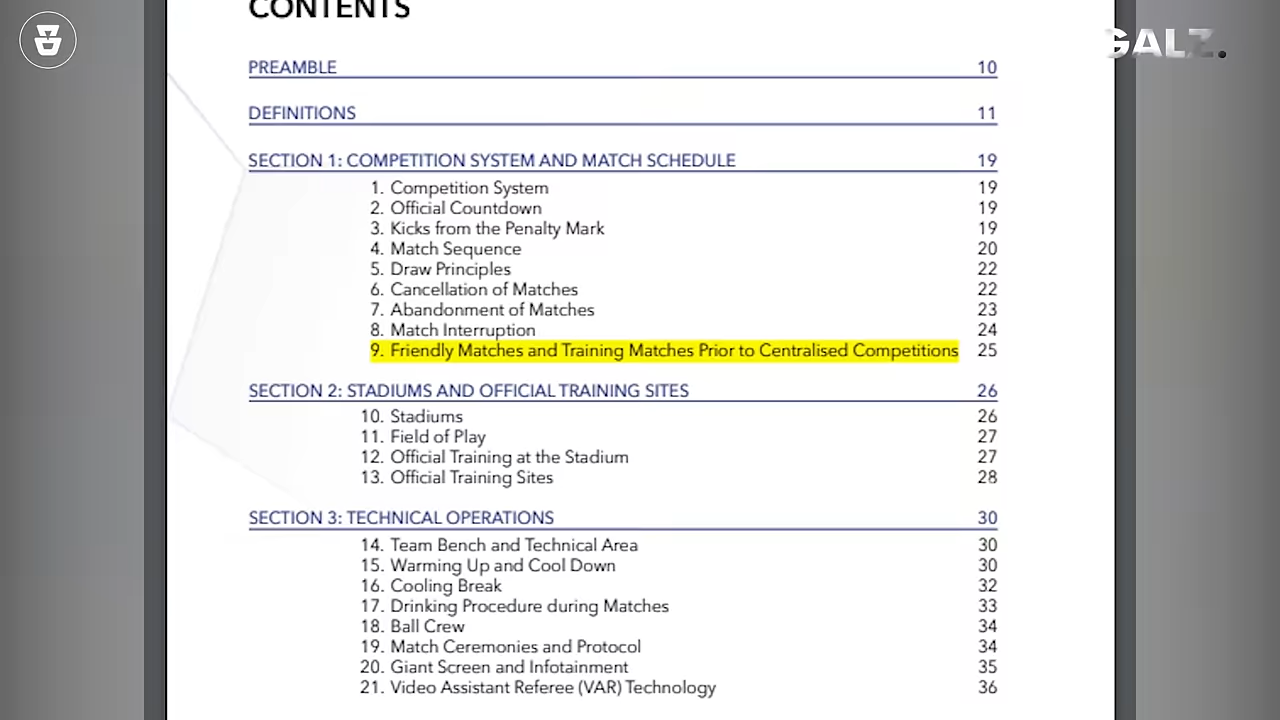 CONTENTS
GALZ.
PREAMBLE 10
DEFINITIONS 11
SECTION 1: COMPETITION SYSTEM AND MATCH SCHEDULE 19
1. Competition System 19
2. Official Countdown 19
3. Kicks from the Penalty Mark 19
4. Match Sequence 20
5. Draw Principles 22
6. Cancellation of Matches 22
7. Abandonment of Matches 23
8. Match Interruption 24
9. Friendly Matches and Training Matches Prior to Centralised Competitions 25
SECTION 2: STADIUMS AND OFFICIAL TRAINING SITES 26
10. Stadiums 26
11. Field of Play 27
12. Official Training at the Stadium 27
13. Official Training Sites 28
SECTION 3: TECHNICAL OPERATIONS 30
14. Team Bench and Technical Area 30
15. Warming Up and Cool Down 30
16. Cooling Break 32
17. Drinking Procedure during Matches 33
18. Ball Crew 34
19. Match Ceremonies and Protocol 34
20. Giant Screen and Infotainment 35
21. Video Assistant Referee (VAR) Technology 36